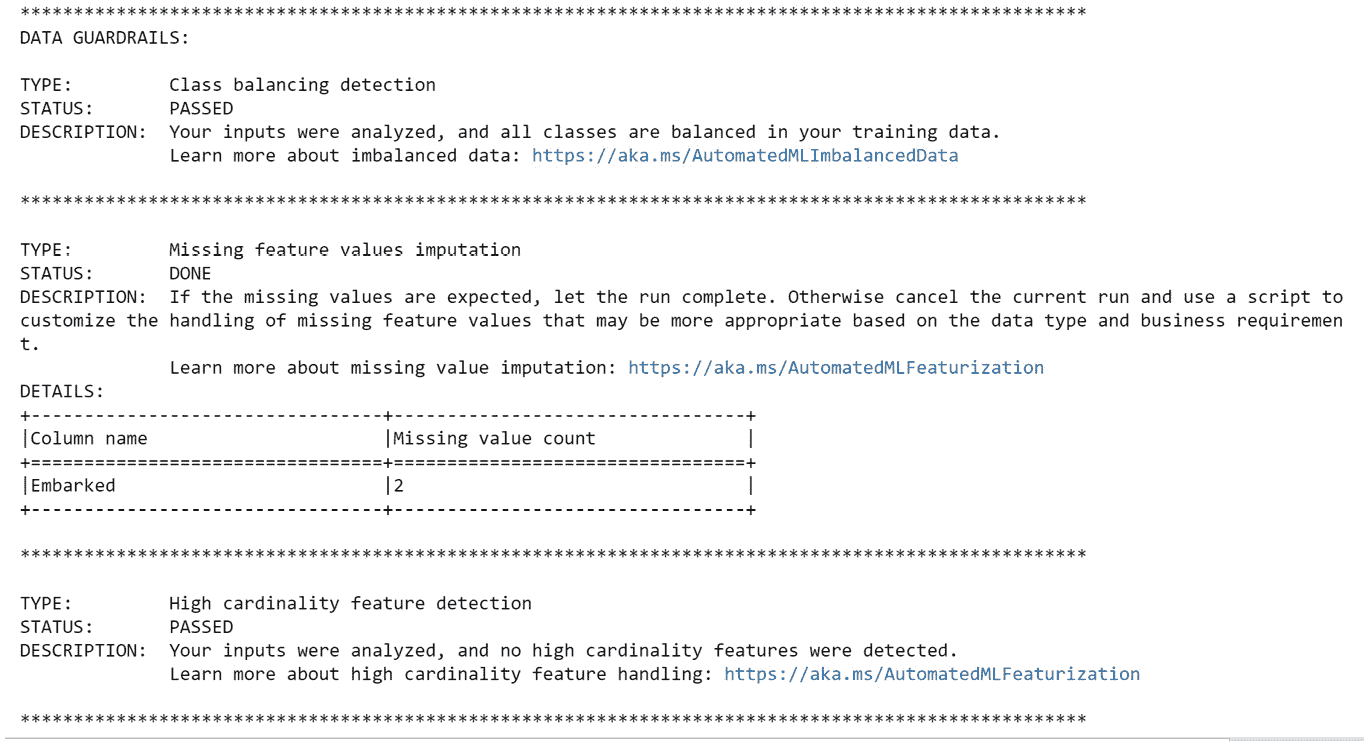 ****************************************************************************************************
DATA GUARDRAILS:
TYPE:         Class balancing detection
STATUS:       PASSED
DESCRIPTION:  Your inputs were analyzed, and all classes are balanced in your training data.
              Learn more about imbalanced data: https://aka.ms/AutomatedMLImbalancedData
****************************************************************************************************
TYPE:         Missing feature values imputation
STATUS:       DONE
DESCRIPTION:  If the missing values are expected, let the run complete. Otherwise cancel the current run and use a script to
customize the handling of missing feature values that may be more appropriate based on the data type and business requiremen
t.
              Learn more about missing value imputation: https://aka.ms/AutomatedMLFeaturization
DETAILS:
+---------------------------------+---------------------------------+
|Column name                      |Missing value count              |
+=================================+=================================+
|Embarked                         |2                                |
+---------------------------------+---------------------------------+
****************************************************************************************************
TYPE:         High cardinality feature detection
STATUS:       PASSED
DESCRIPTION:  Your inputs were analyzed, and no high cardinality features were detected.
              Learn more about high cardinality feature handling: https://aka.ms/AutomatedMLFeaturization
****************************************************************************************************